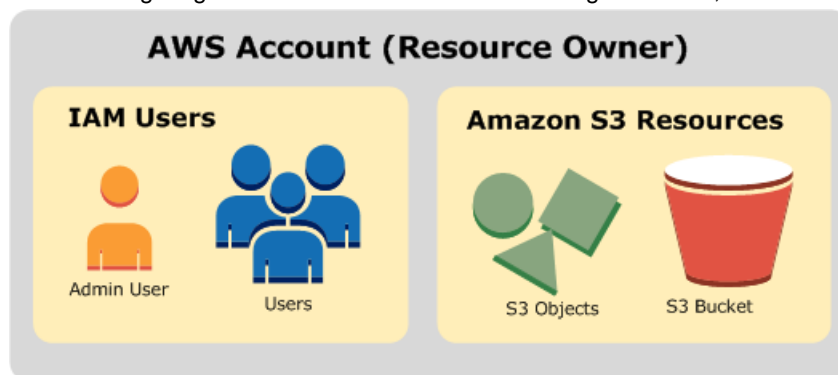 AWS Account (Resource Owner)
IAM Users
Admin User
Users
Amazon S3 Resources
S3 Objects
S3 Bucket